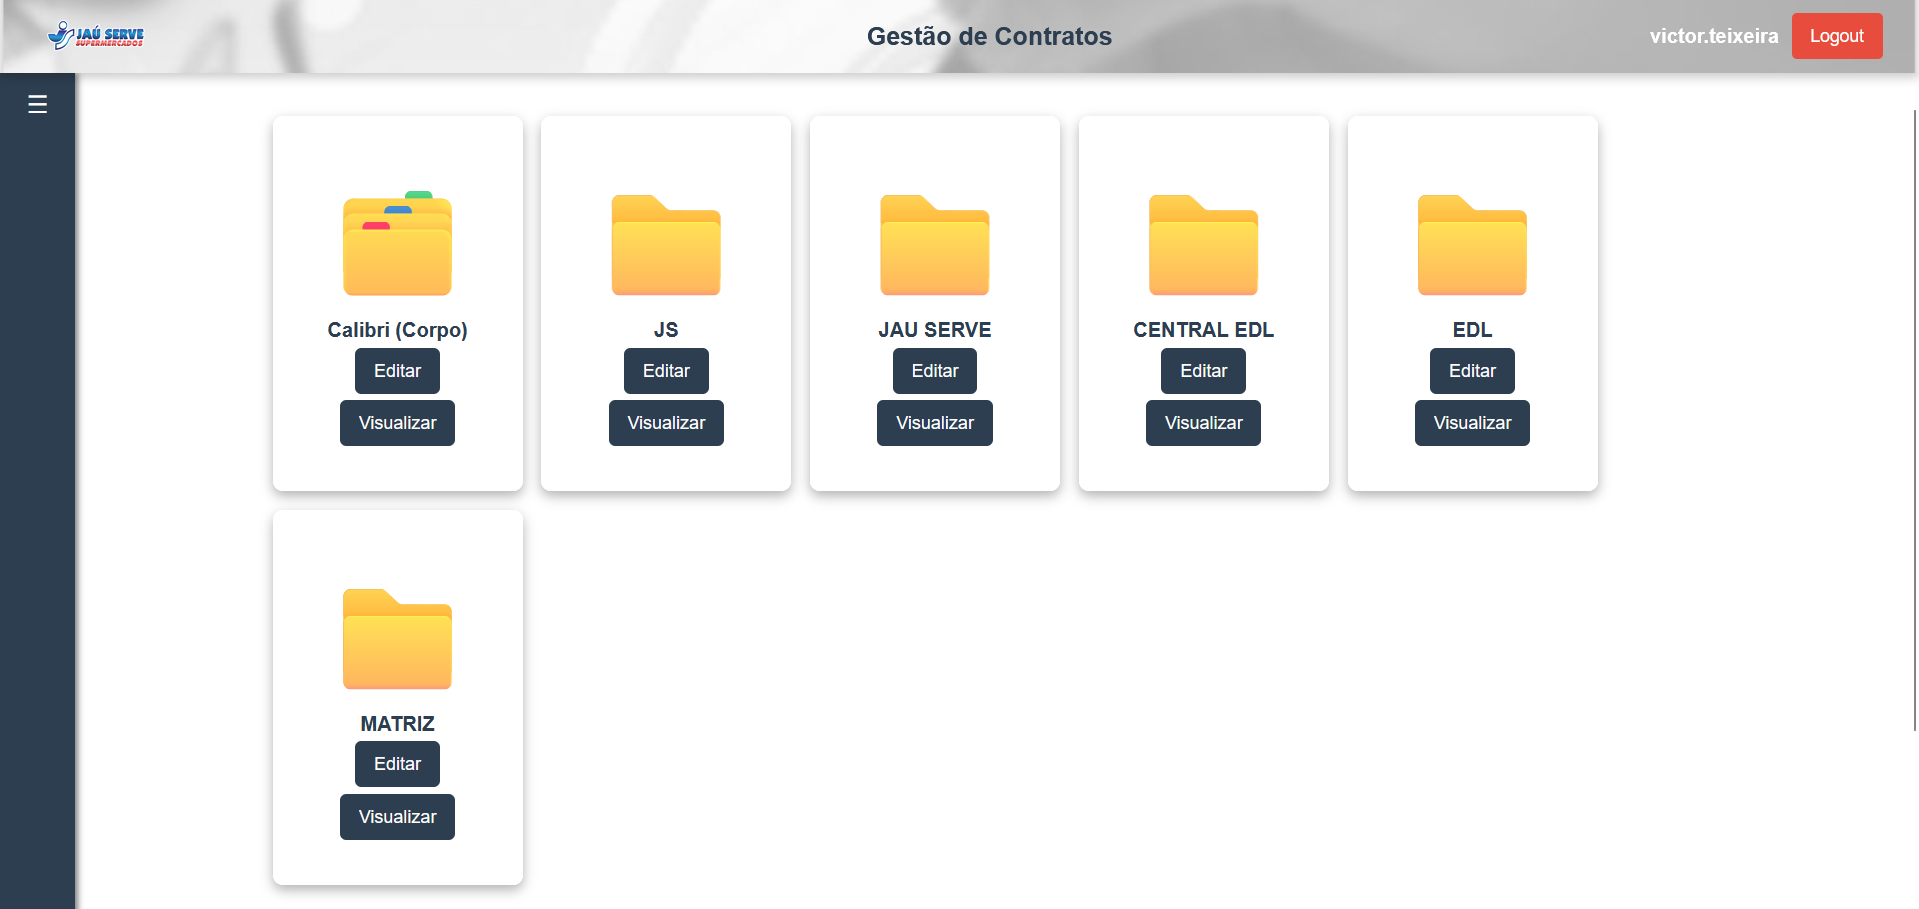 JAÚ SERVE
SUPERMERCADOS
Gestão de Contratos
victor.teixeira
Logout
☰
Calibri (Corpo)
Editar
Visualizar
JS
Editar
Visualizar
JAU SERVE
Editar
Visualizar
CENTRAL EDL
Editar
Visualizar
EDL
Editar
Visualizar
MATRIZ
Editar
Visualizar